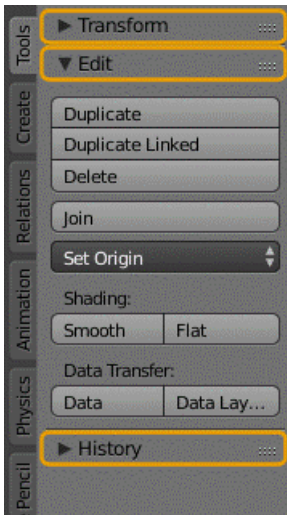 Tools
Create
Relations
Animation
Physics
Pencil
Transform
Edit
Duplicate
Duplicate Linked
Delete
Join
Set Origin
Shading:
Smooth Flat
Data Transfer:
Data Data Lay...
History